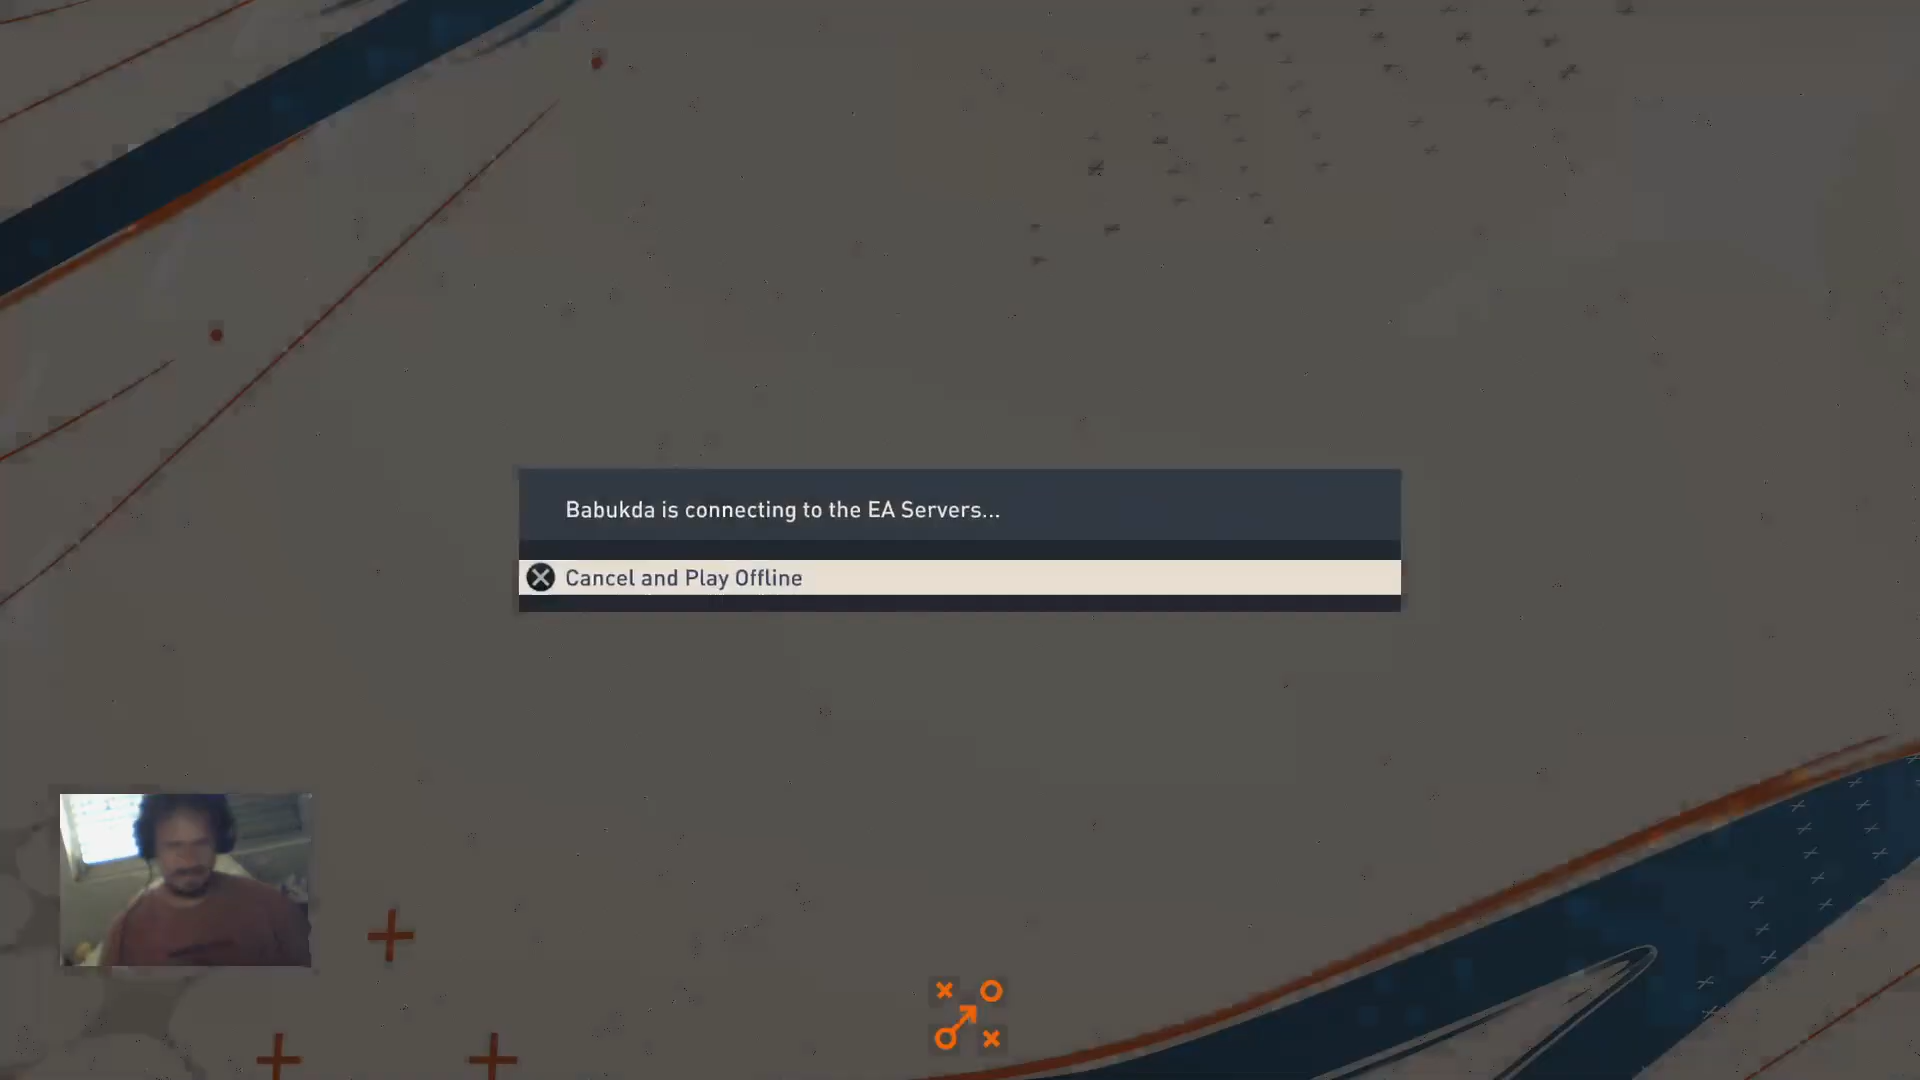 Babukda is connecting to the EA Servers...
Cancel and Play Offline